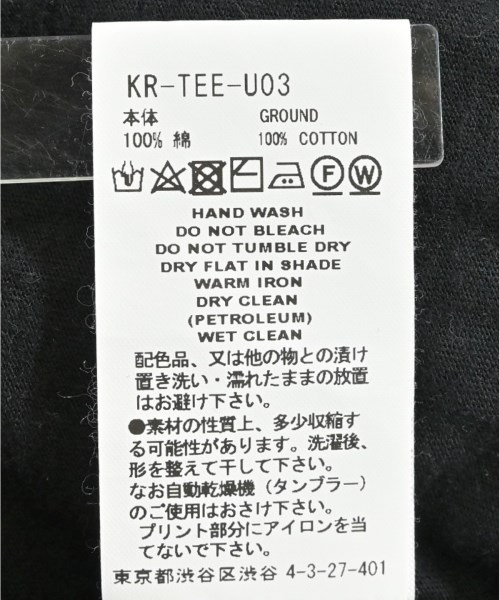 KR-TEE-U03
本体 GROUND
100% 綿 100% COTTON
F W
HAND WASH
DO NOT BLEACH
DO NOT TUMBLE DRY
DRY FLAT IN SHADE
WARM IRON
DRY CLEAN
(PETROLEUM)
WET CLEAN
配色品、又は他の物との漬け
置き洗い・濡れたままの放置
はお避け下さい。
●素材の性質上、多少収縮す
る可能性があります。洗濯後、
形を整えて干して下さい。
なお自動乾燥機（タンブラー）
のご使用はおさけ下さい。
プリント部分にアイロンを当
てないで下さい。
東京都渋谷区渋谷 4-3-27-401